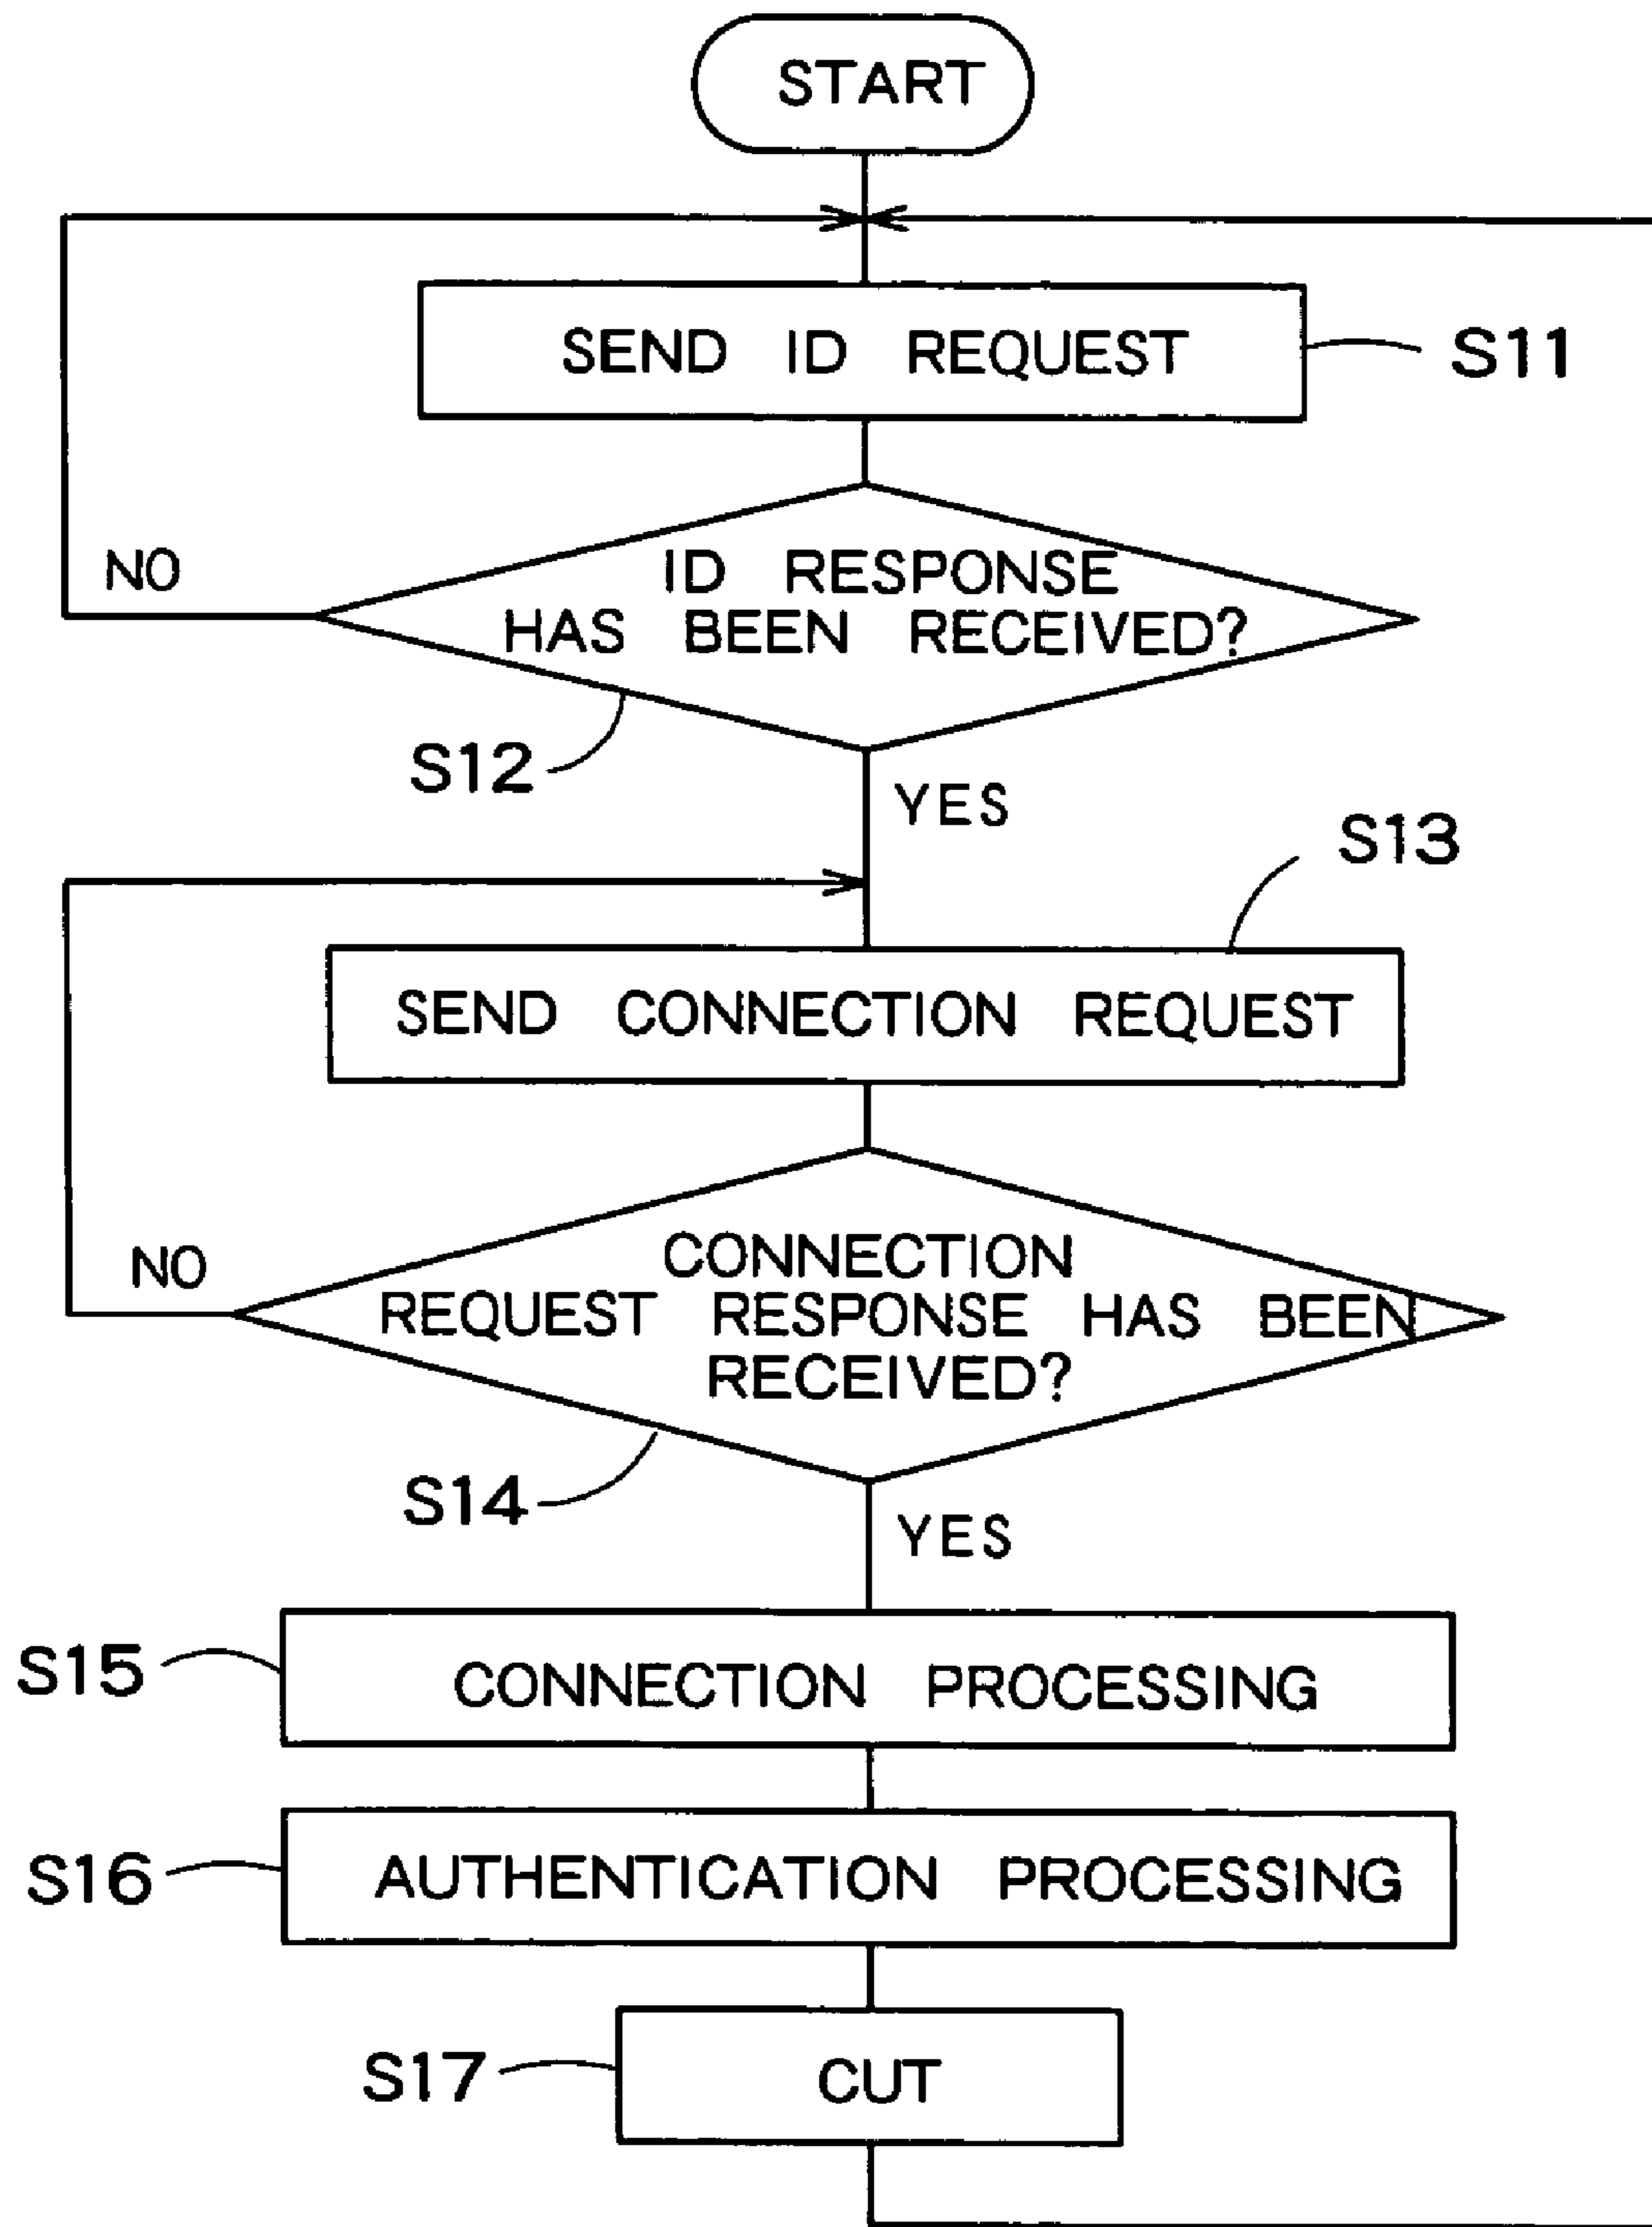 START
SEND ID REQUEST
S11
ID RESPONSE
HAS BEEN RECEIVED?
NO
S12
YES
S13
SEND CONNECTION REQUEST
CONNECTION
REQUEST RESPONSE HAS BEEN
RECEIVED?
NO
S14
YES
S15
CONNECTION PROCESSING
S16
AUTHENTICATION PROCESSING
S17
CUT